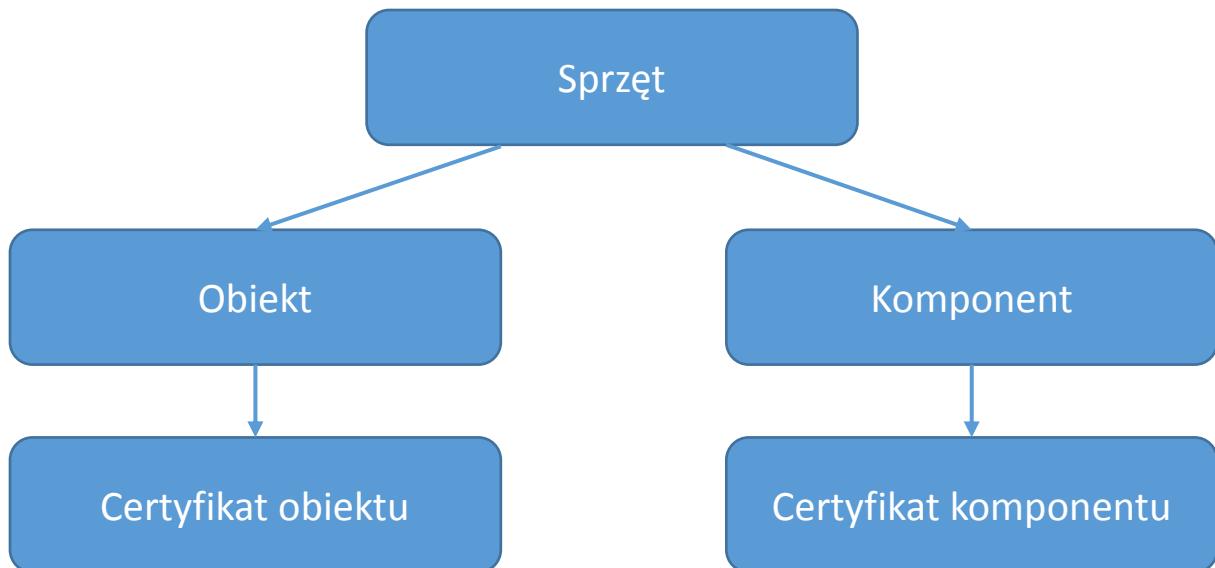 Sprzęt
Obiekt
Komponent
Certyfikat obiektu
Certyfikat komponentu